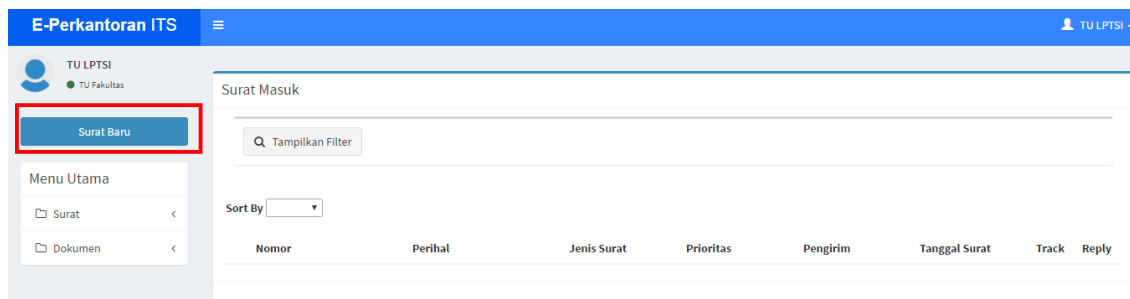 E-Perkantoran ITS
TU LPTSI
TU LPTSI
TU Fakultas
Surat Baru
Menu Utama
Surat
Dokumen
Surat Masuk
Tampilkan Filter
Sort By
Nomor Perihal Jenis Surat Prioritas Pengirim Tanggal Surat Track Reply